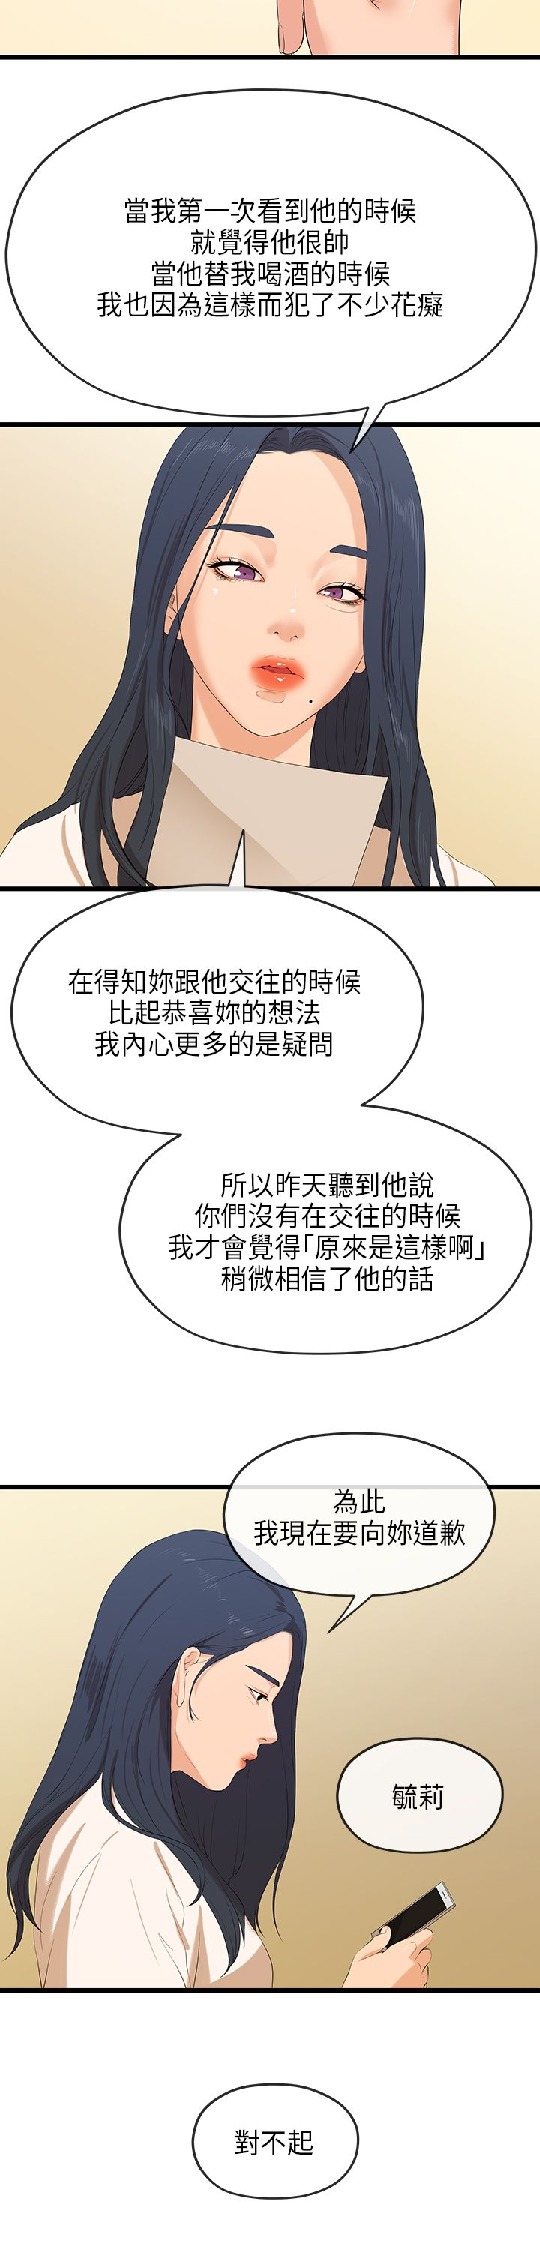 當我第一次看到他的時候
就覺得他很帥
當他替我喝酒的時候
我也因為這樣而犯了不少花癡
在得知妳跟他交往的時候
比起恭喜妳的想法
我內心更多的是疑問
所以昨天聽到他說
你們沒有在交往的時候
我才會覺得「原來是這樣啊」
稍微相信了他的話
為此
我現在要向妳道歉
毓莉
對不起